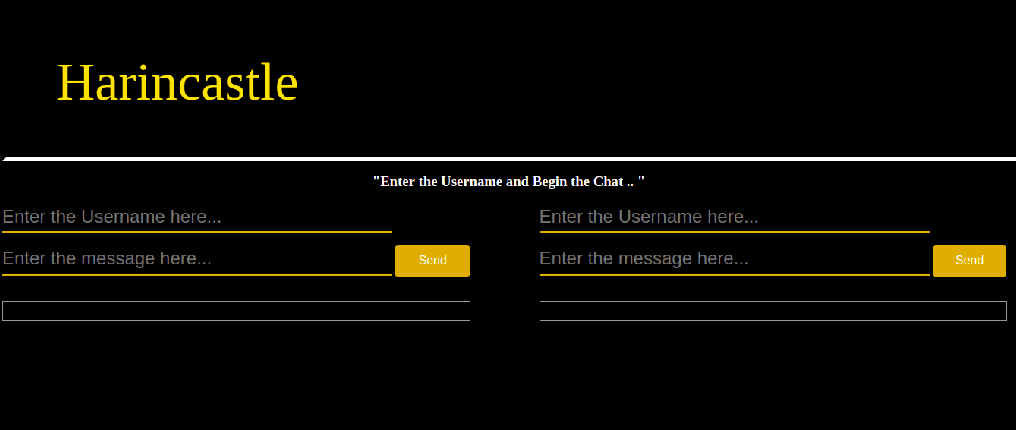 Harincastle
"Enter the Username and Begin the Chat .. "
Enter the Username here...
Enter the message here...
Send
Enter the Username here...
Enter the message here...
Send